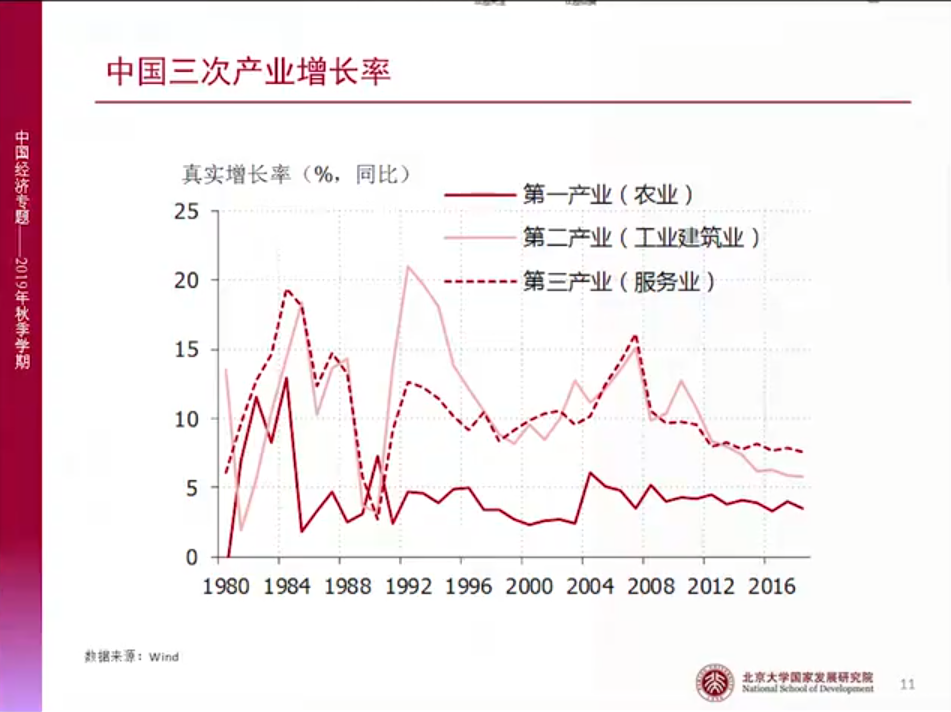 中国三次产业增长率
中国经济专题——2019年秋季学期
真实增长率（%，同比）
第一产业（农业）
第二产业（工业建筑业）
第三产业（服务业）
25
20
15
10
5
0
1980 1984 1988 1992 1996 2000 2004 2008 2012 2016
数据来源：Wind
北京大学国家发展研究院
National School of Development
11